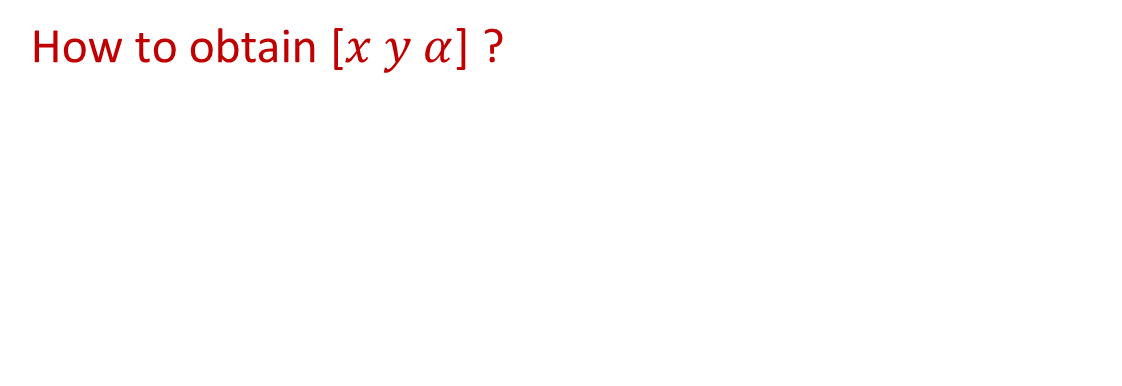 How to obtain [𝑥 𝑦 𝛼] ?